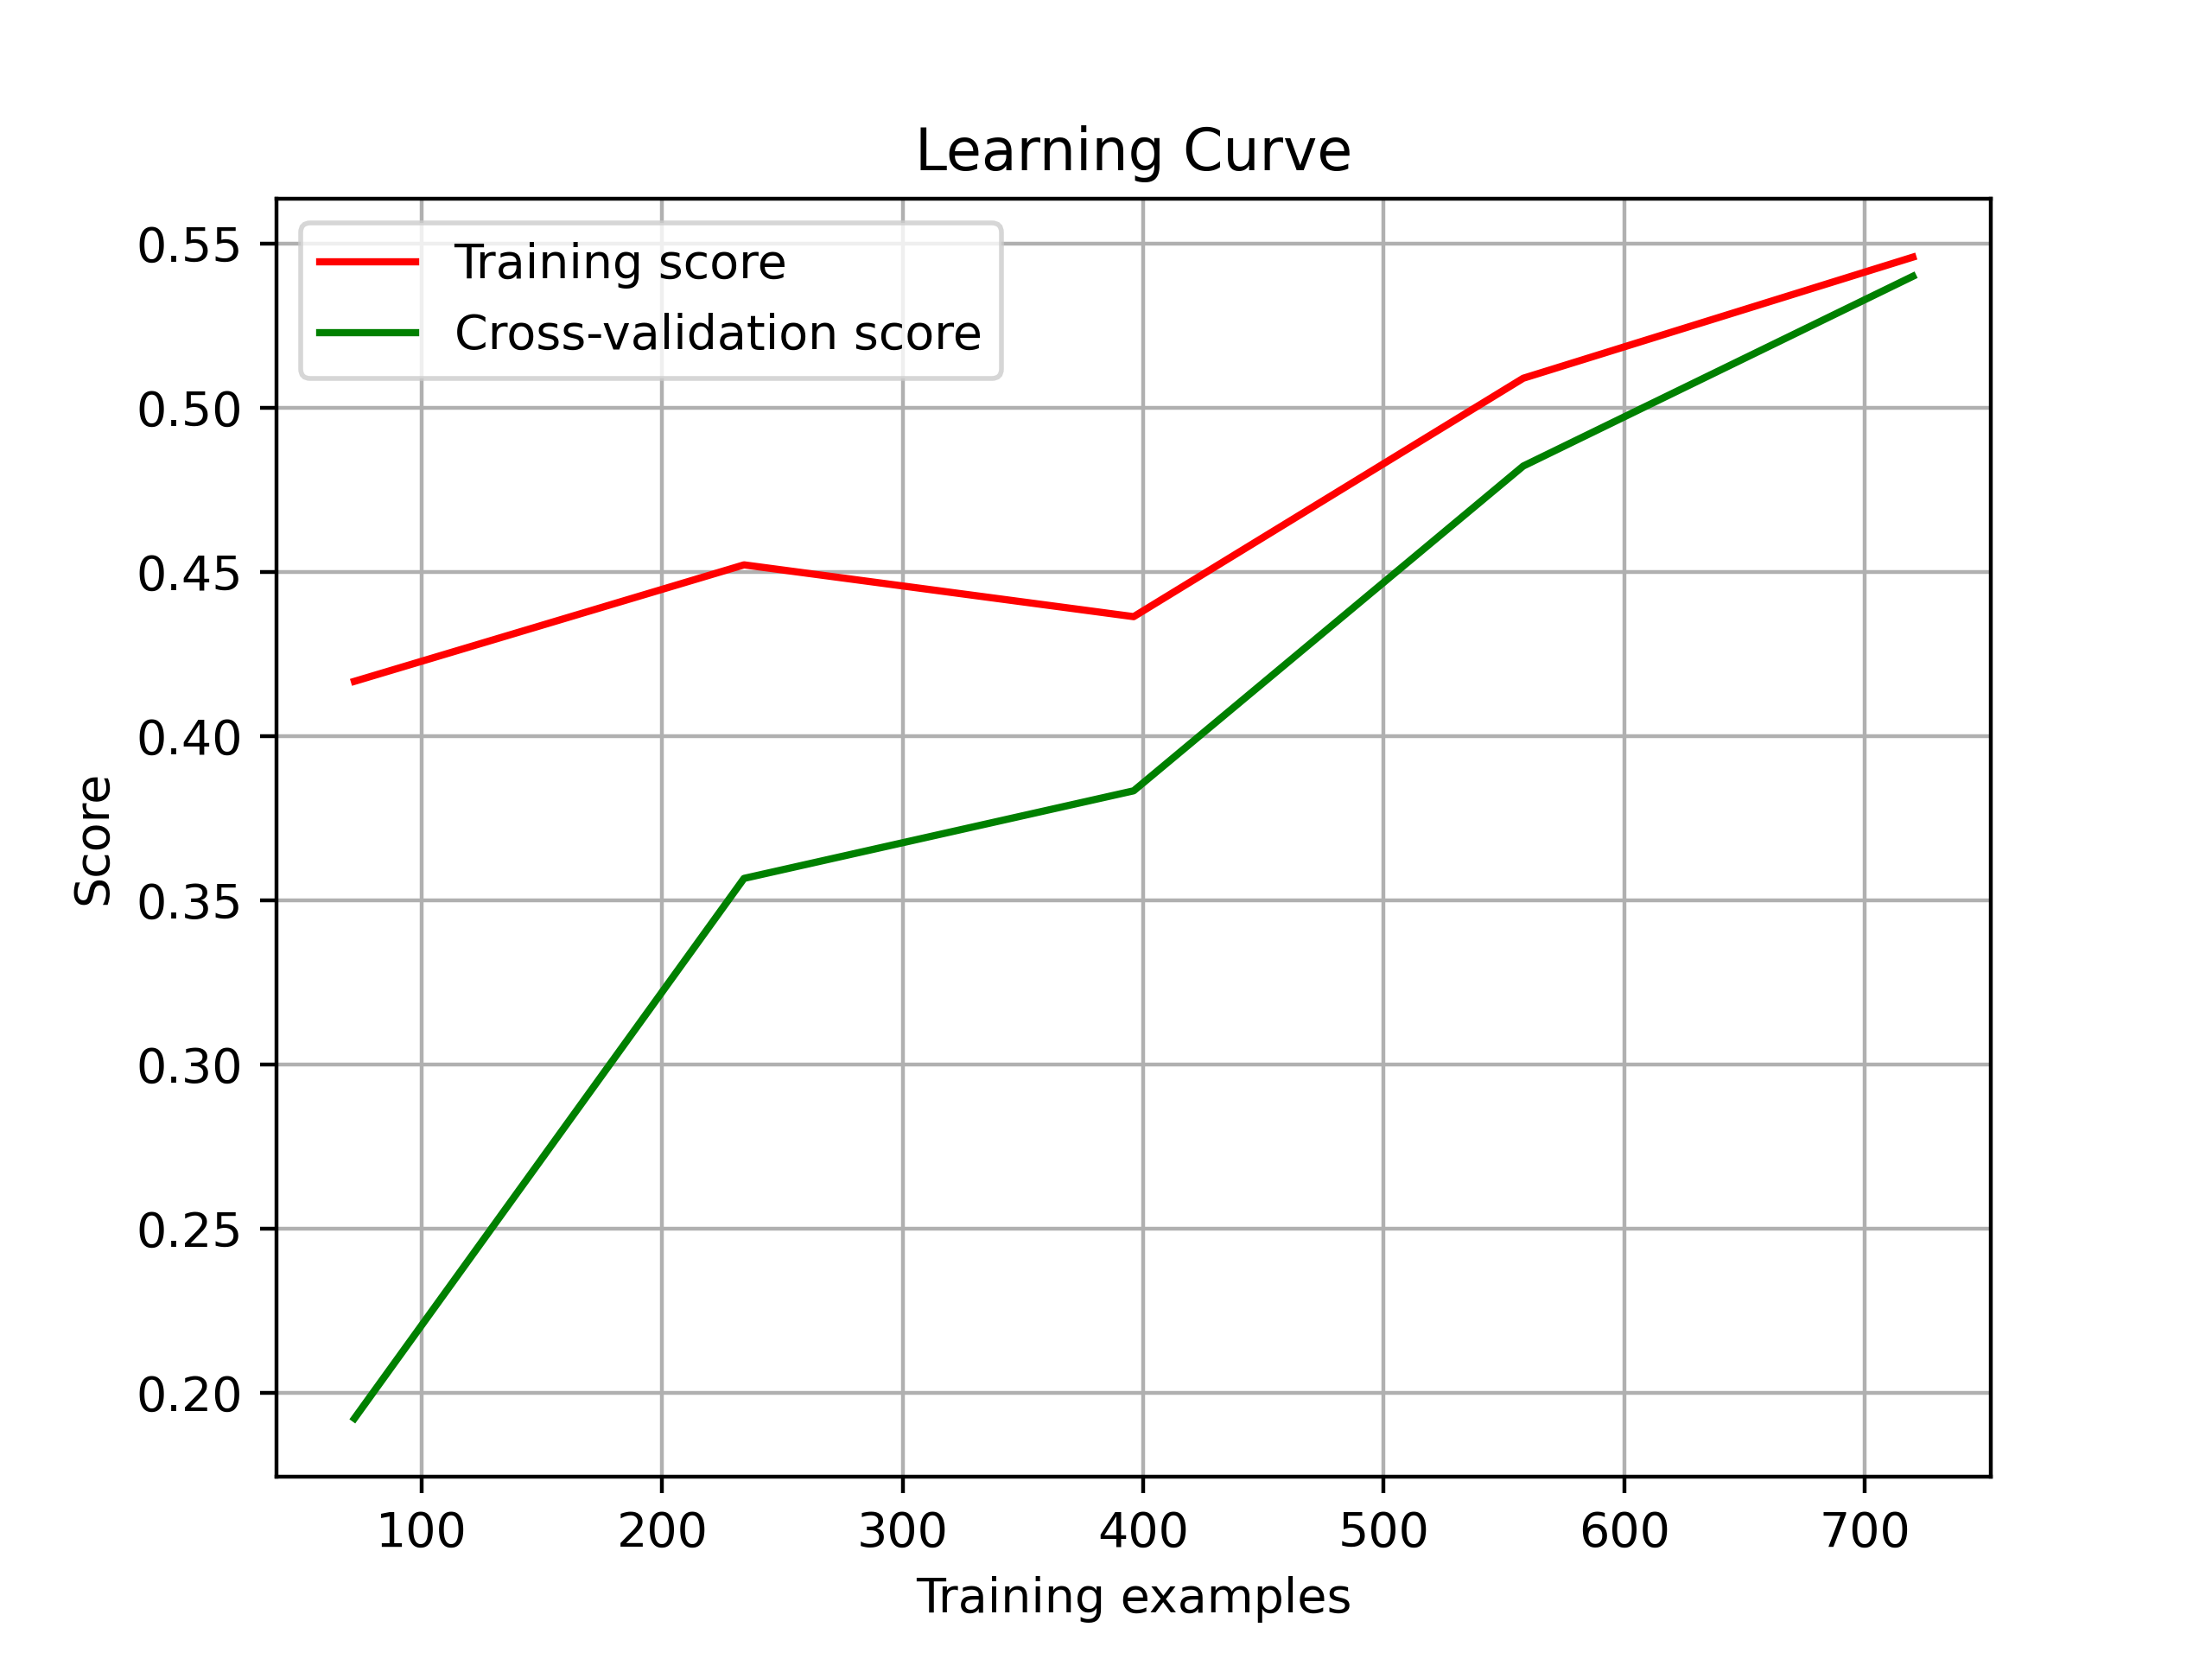 Learning Curve
Training score
Cross-validation score
0.55
0.50
0.45
0.40
0.35
0.30
0.25
0.20
Score
100 200 300 400 500 600 700
Training examples